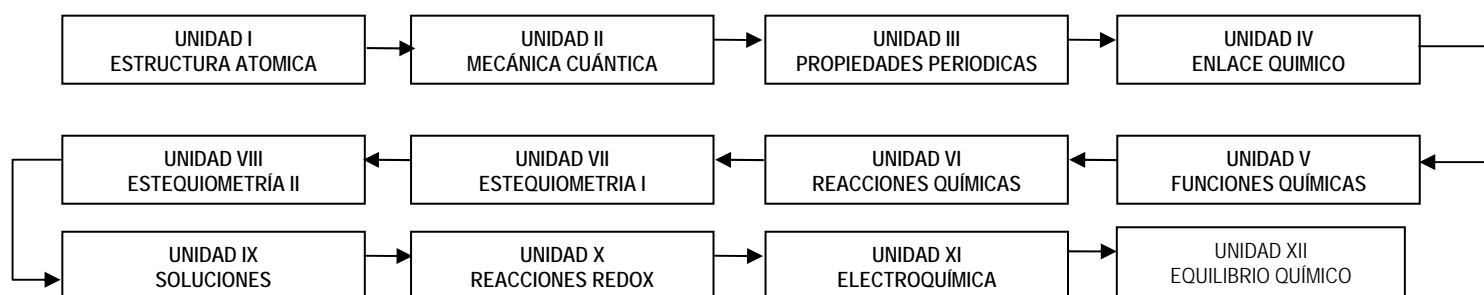 UNIDAD I
ESTRUCTURA ATOMICA
UNIDAD II
MECÁNICA CUÁNTICA
UNIDAD III
PROPIEDADES PERIODICAS
UNIDAD IV
ENLACE QUIMICO
UNIDAD VIII
ESTEQUIOMETRÍA II
UNIDAD VII
ESTEQUIOMETRIA I
UNIDAD VI
REACCIONES QUÍMICAS
UNIDAD V
FUNCIONES QUÍMICAS
UNIDAD IX
SOLUCIONES
UNIDAD X
REACCIONES REDOX
UNIDAD XI
ELECTROQUÍMICA
UNIDAD XII
EQUILIBRIO QUÍMICO